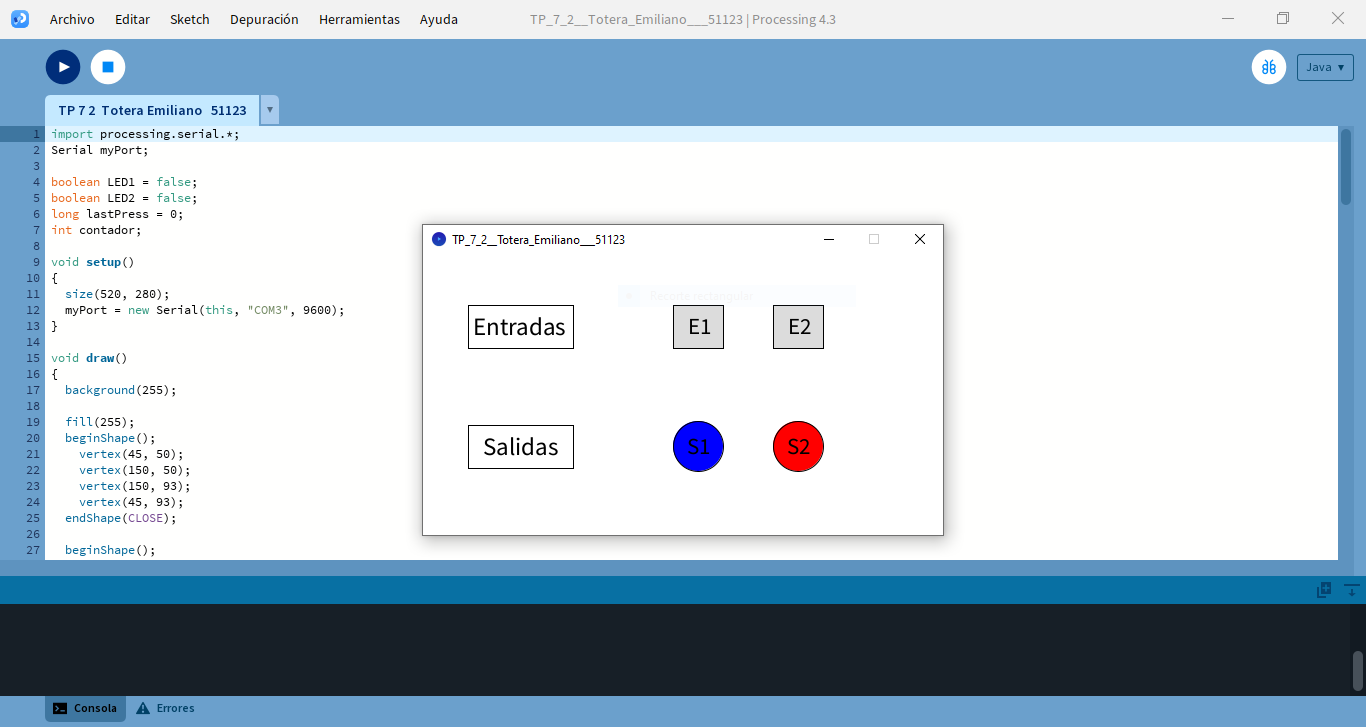 Archivo Editar Sketch Depuración Herramientas Ayuda TP_7_2__Totera_Emiliano___51123 | Processing 4.3
Java ▾
TP 7 2 Totera Emiliano 51123 ▾
1 import processing.serial.*;
2 Serial myPort;
3
4 boolean LED1 = false;
5 boolean LED2 = false;
6 long lastPress = 0;
7 int contador;
8
9 void setup()
10 {
11 size(520, 280);
12 myPort = new Serial(this, "COM3", 9600);
13 }
14
15 void draw()
16 {
17 background(255);
18
19 fill(255);
20 beginShape();
21 vertex(45, 50);
22 vertex(150, 50);
23 vertex(150, 93);
24 vertex(45, 93);
25 endShape(CLOSE);
26
27 beginShape();
TP_7_2__Totera_Emiliano___51123
Recorte rectangular
Entradas E1 E2
Salidas S1 S2
Consola Errores